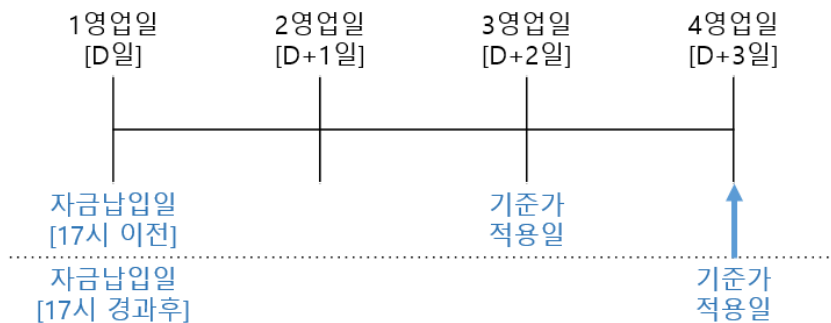 1영업일
[D일]
2영업일
[D+1일]
3영업일
[D+2일]
4영업일
[D+3일]
자금납입일
[17시 이전]
기준가
적용일
자금납입일
[17시 경과후]
기준가
적용일